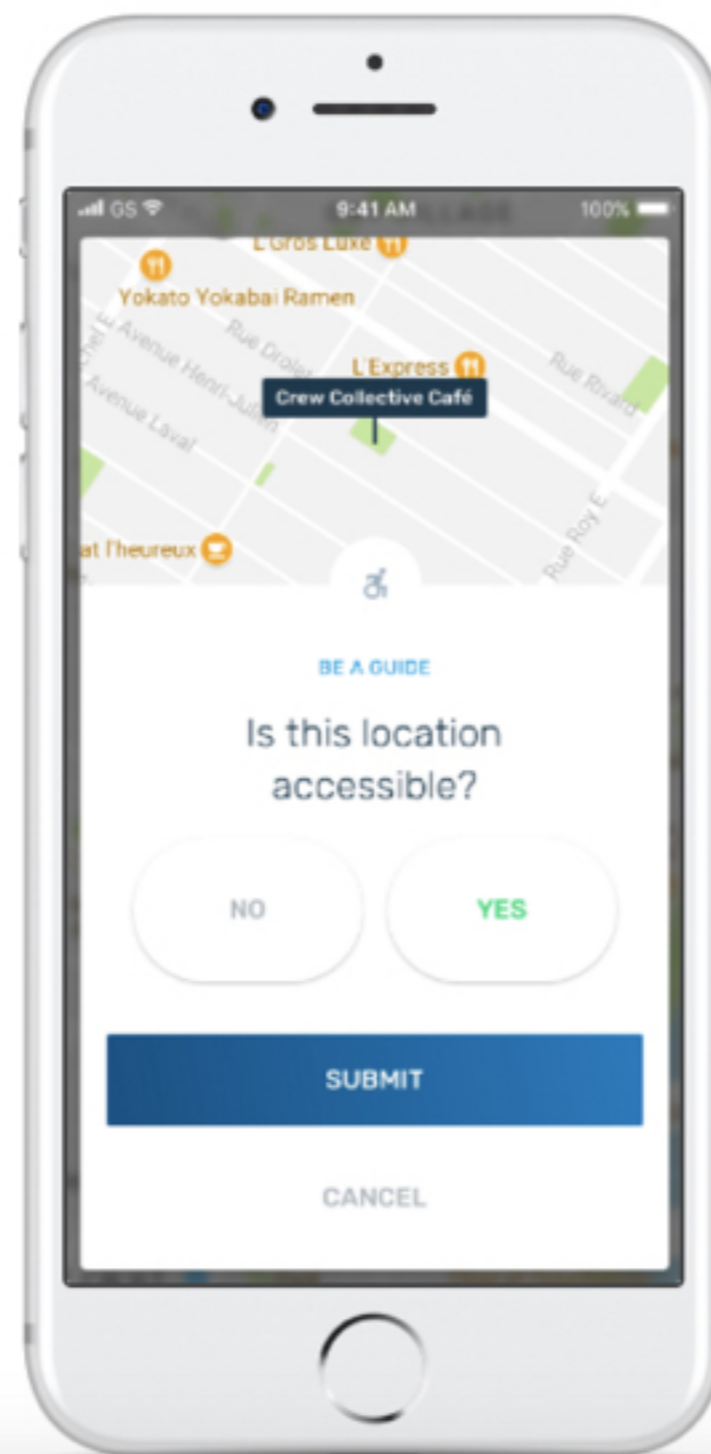 GS 9:41 AM 100%
L'Gros Luxe
Yokato Yokabai Ramen
Rue Drolet
Avenue Henri-Julien
L'Express
Rue Rivard
Crew Collective Café
Avenue Laval
Rue Roy E
at l'heureux
BE A GUIDE
Is this location
accessible?
NO YES
SUBMIT
CANCEL